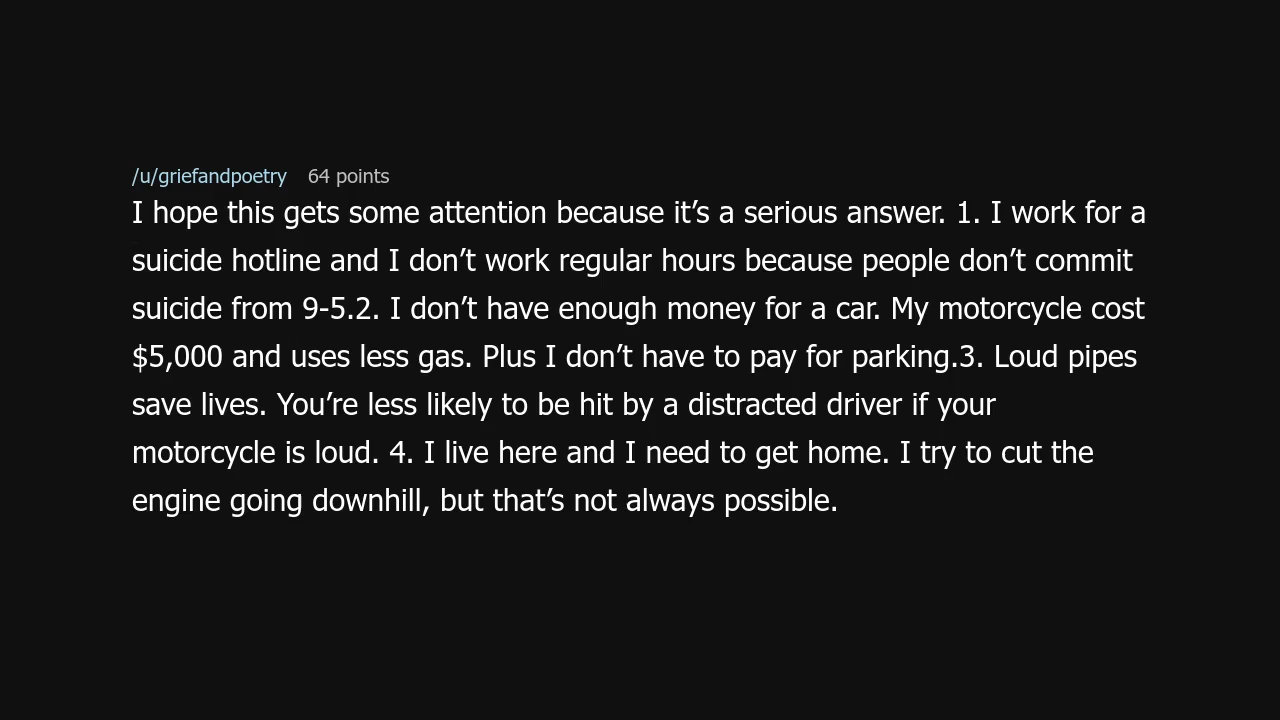 /u/griefandpoetry 64 points
I hope this gets some attention because it’s a serious answer. 1. I work for a
suicide hotline and I don’t work regular hours because people don’t commit
suicide from 9-5.2. I don’t have enough money for a car. My motorcycle cost
$5,000 and uses less gas. Plus I don’t have to pay for parking.3. Loud pipes
save lives. You’re less likely to be hit by a distracted driver if your
motorcycle is loud. 4. I live here and I need to get home. I try to cut the
engine going downhill, but that’s not always possible.